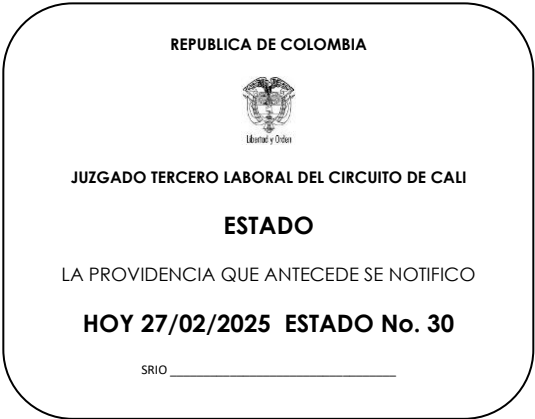 REPUBLICA DE COLOMBIA
Libertad y Orden
JUZGADO TERCERO LABORAL DEL CIRCUITO DE CALI
ESTADO
LA PROVIDENCIA QUE ANTECEDE SE NOTIFICO
HOY 27/02/2025 ESTADO No. 30
SRIO ___________________________________